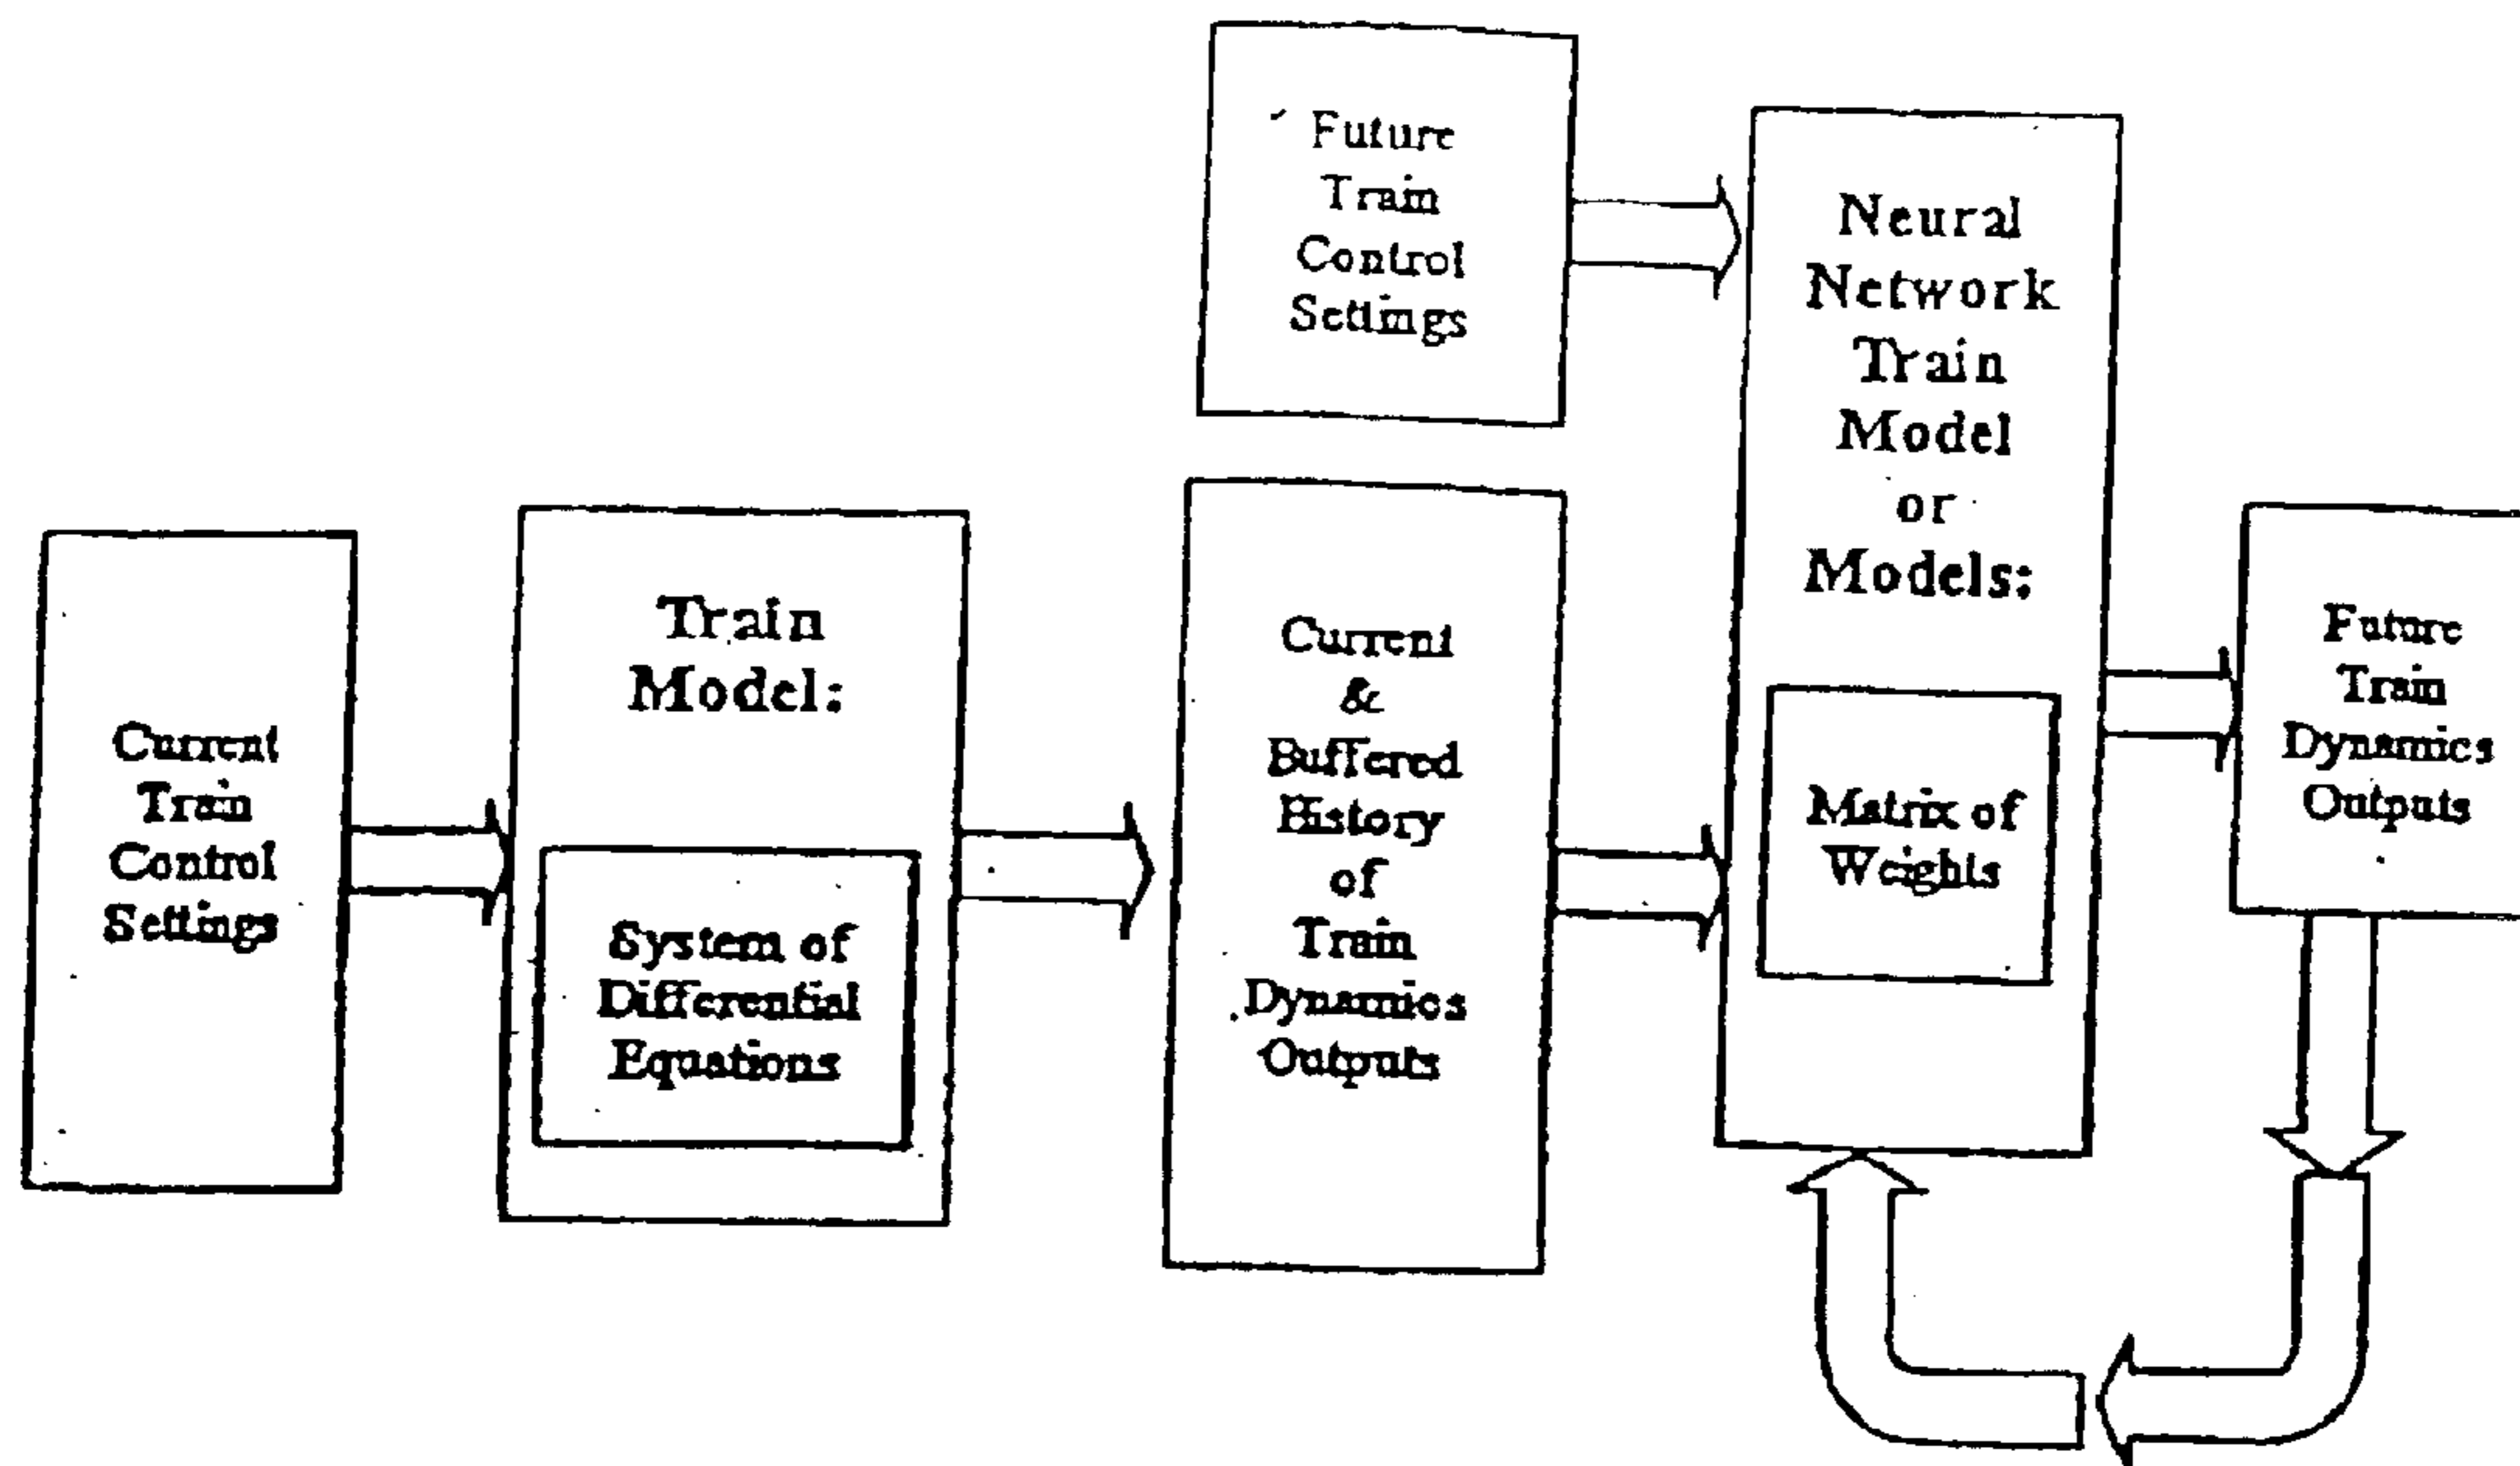 Future
Train
Control
Settings
Neural
Network
Train
Model
or
Models:
Matrix of
Weights
Current
Train
Control
Settings
Train
Model:
System of
Differential
Equations
Current
&
Buffered
History
of
Train
Dynamics
Outputs
Future
Train
Dynamics
Outputs